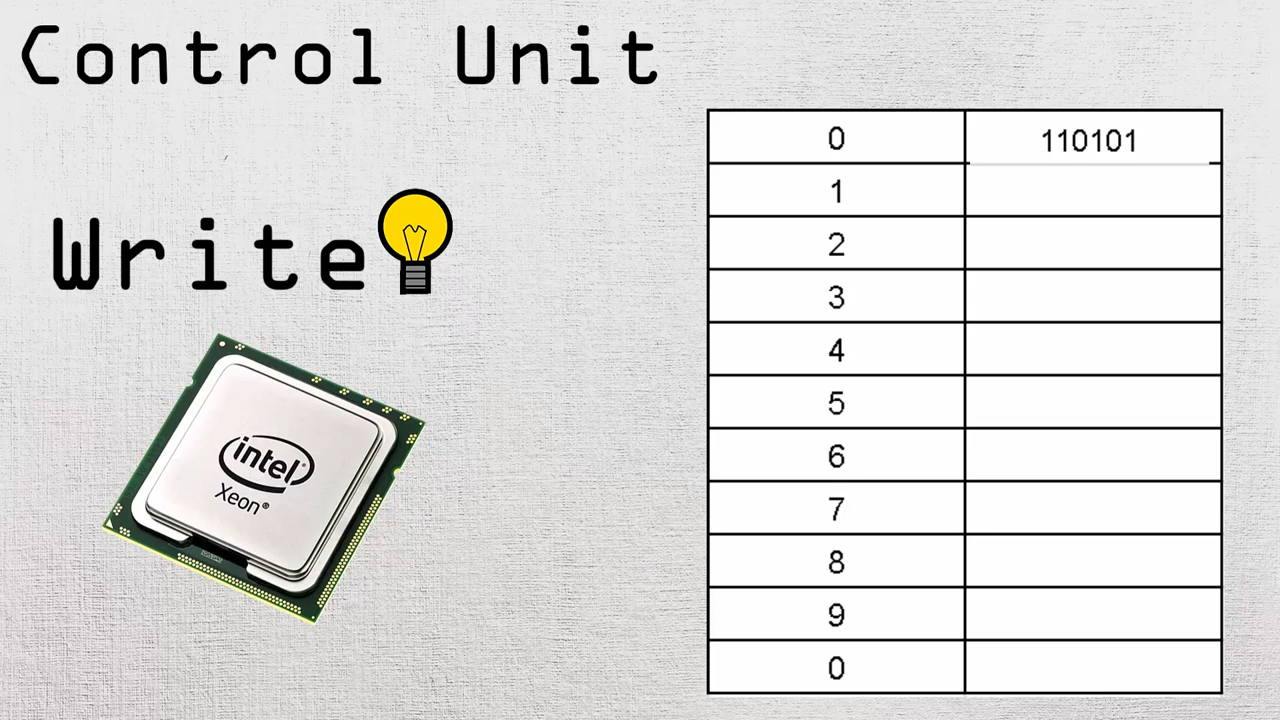 Control Unit
Write
intel
Xeon®
0 110101
1
2
3
4
5
6
7
8
9
0